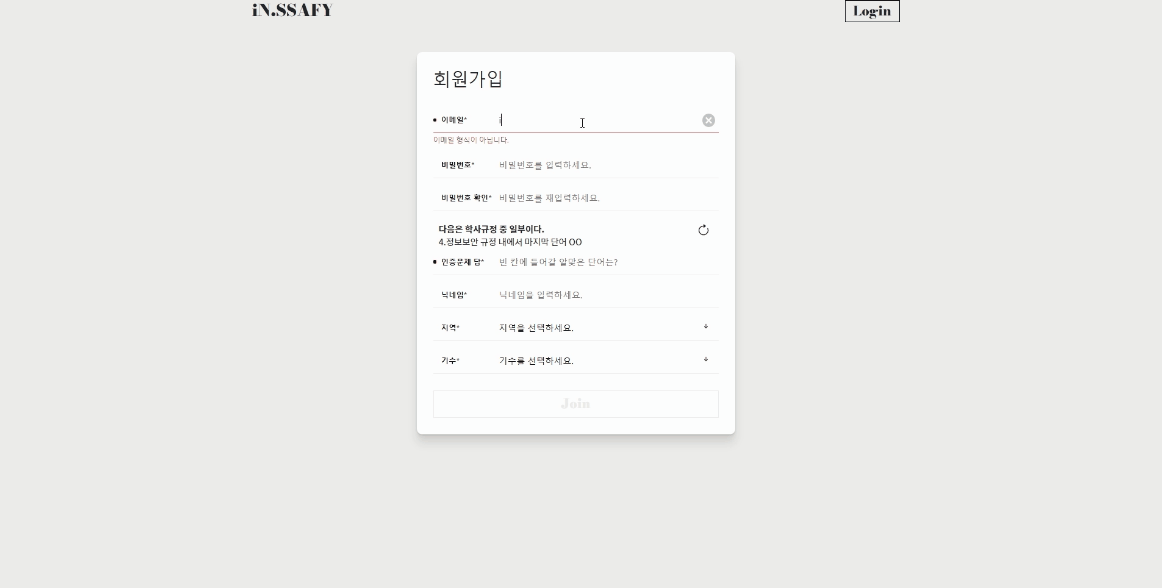 iN.SSAFY
Login
회원가입
이메일* i
이메일 형식이 아닙니다.
비밀번호* 비밀번호를 입력하세요.
비밀번호 확인* 비밀번호를 재입력하세요.
다음은 학사규정 중 일부이다.
4.정보보안 규정 내에서 마지막 단어 OO
인증문제 답* 빈 칸에 들어갈 알맞은 단어는?
닉네임* 닉네임을 입력하세요.
지역* 지역을 선택하세요.
기수* 기수를 선택하세요.
Join